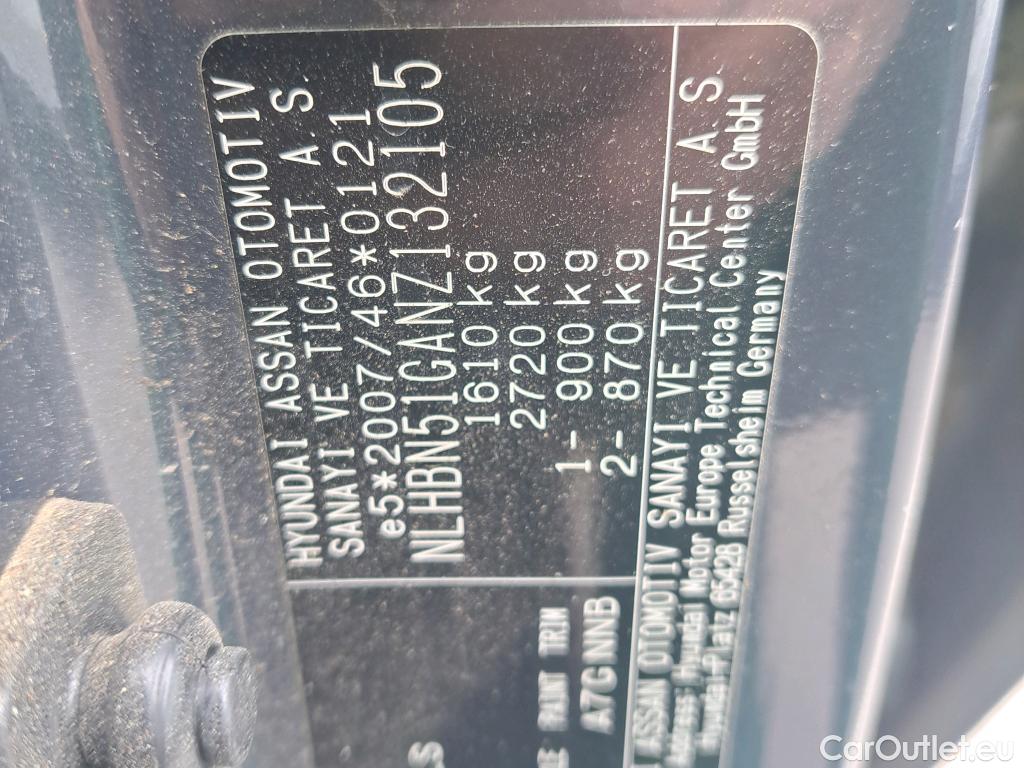 HYUNDAI ASSAN OTOMOTIV
SANAYI VE TICARET A.S.
e5*2007/46*0121
NLHBN51GANZ132105
1610kg
2720kg
1- 900kg
2- 870kg
PAINT TRIM
A7G NNB
ASSAN OTOMOTIV SANAYI VE TICARET A.S.
Address: Hyundai Motor Europe Technical Center GmbH
Hyundai-Platz 65428 Russelsheim Germany
CarOutlet.eu